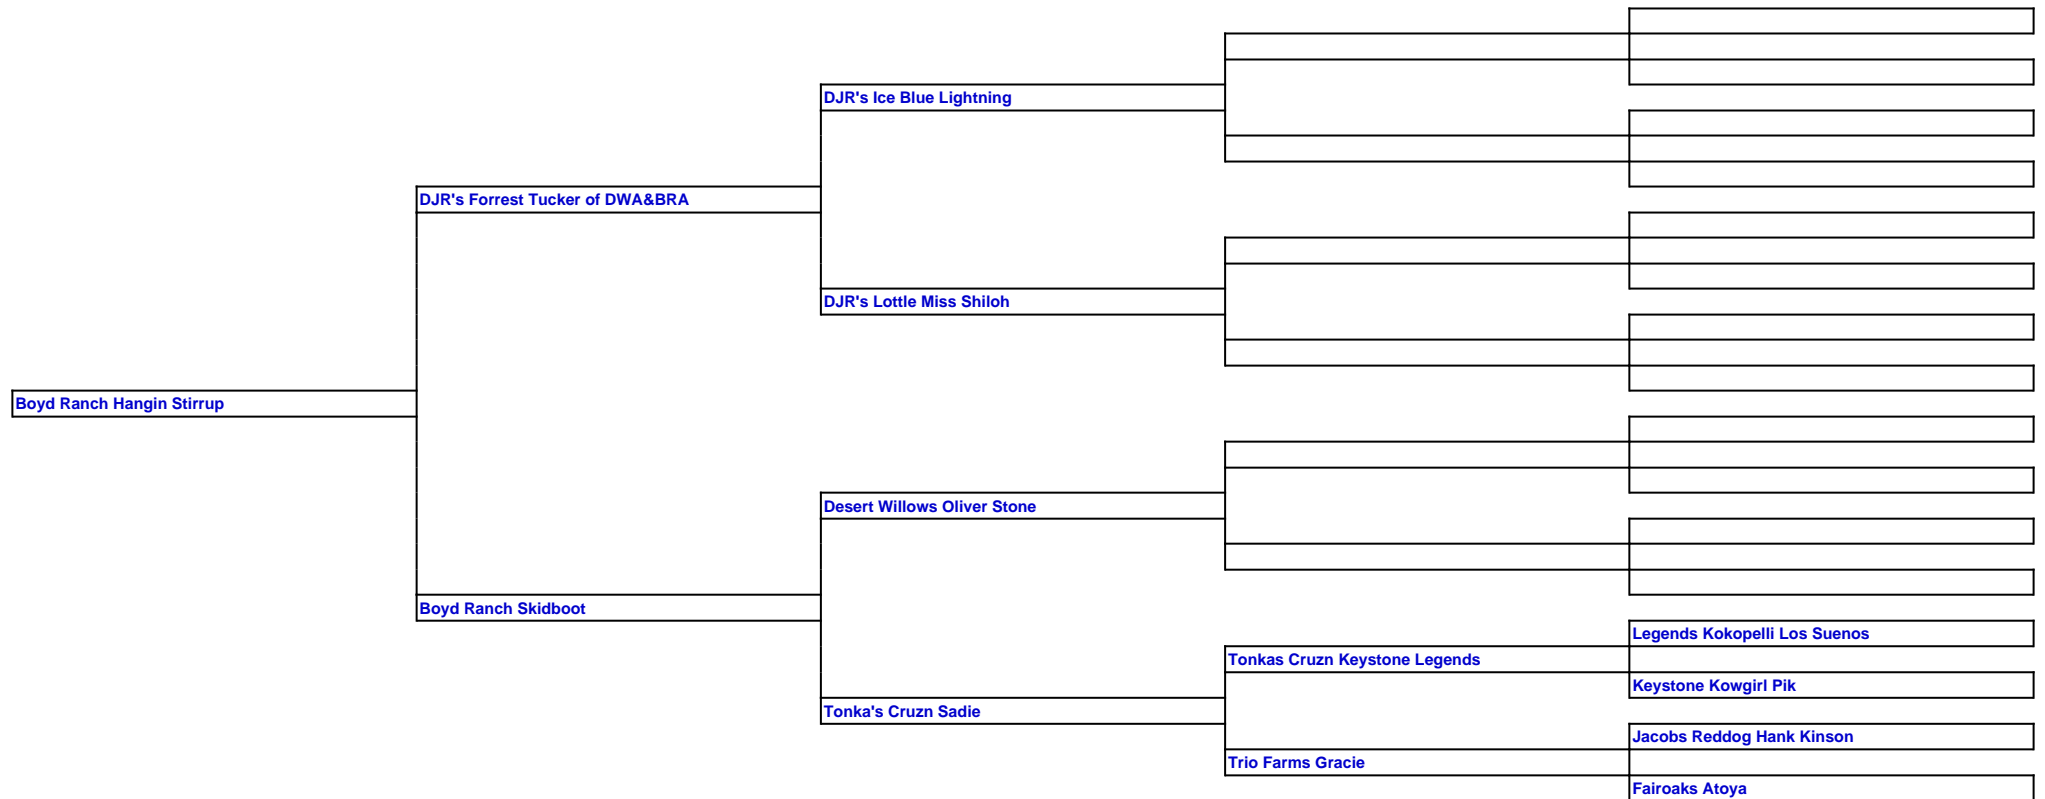 DJR's Ice Blue Lightning
DJR's Forrest Tucker of DWA&BRA
DJR's Lottle Miss Shiloh
Boyd Ranch Hangin Stirrup
Desert Willows Oliver Stone
Boyd Ranch Skidboot
Legends Kokopelli Los Suenos
Tonkas Cruzn Keystone Legends
Keystone Kowgirl Pik
Tonka's Cruzn Sadie
Jacobs Reddog Hank Kinson
Trio Farms Gracie
Fairoaks Atoya